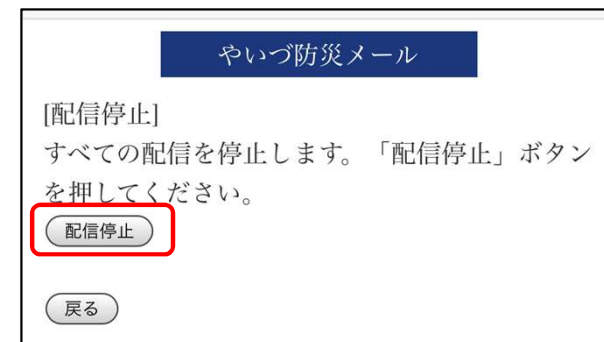 やいづ防災メール
[配信停止]
すべての配信を停止します。「配信停止」ボタン
を押してください。
配信停止
戻る